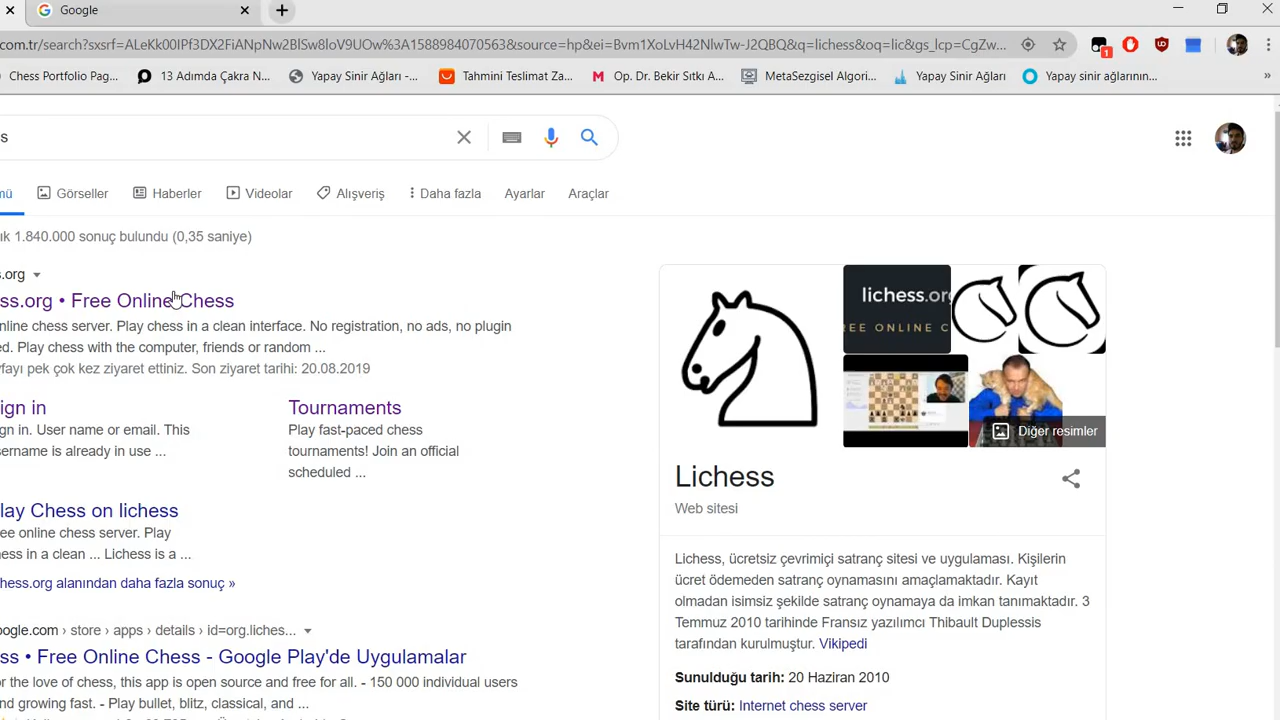 Google
com.tr/search?sxsrf=ALeKk00IPf3DX2FiANpNw2BlSw8loV9UOw%3A1589840706​63&source=hp&ei=Bvm1XoLvH42NlwTw-J2QBQ&q=lichess&oq=lic&gs_lcp=CgZw...
1
Chess Portfolio Pag...
13 Adımda Çakra N...
Yapay Sinir Ağları -...
Tahmini Teslimat Za...
Op. Dr. Bekir Sıtkı A...
MetaSezgisel Algori...
Yapay Sinir Ağları
Yapay sinir ağlarının...
s
mü
Görseller
Haberler
Videolar
Alışveriş
Daha fazla
Ayarlar
Araçlar
ık 1.840.000 sonuç bulundu (0,35 saniye)
s.org
ss.org • Free Online Chess
nline chess server. Play chess in a clean interface. No registration, no ads, no plugin
ed. Play chess with the computer, friends or random ...
fayı pek çok kez ziyaret ettiniz. Son ziyaret tarihi: 20.08.2019
ign in
gn in. User name or email. This
sername is already in use ...
Tournaments
Play fast-paced chess
tournaments! Join an official
scheduled ...
lay Chess on lichess
ree online chess server. Play
hess in a clean ... Lichess is a ...
chess.org alanından daha fazla sonuç »
oogle.com › store › apps › details › id=org.liches...
ss • Free Online Chess - Google Play'de Uygulamalar
or the love of chess, this app is open source and free for all. - 150 000 individual users
nd growing fast. - Play bullet, blitz, classical, and ...
lichess.org
REE ONLINE C
Diğer resimler
Lichess
Web sitesi
Lichess, ücretsiz çevrimiçi satranç sitesi ve uygulaması. Kişilerin
ücret ödemeden satranç oynamasını amaçlamaktadır. Kayıt
olmadan isimsiz şekilde satranç oynamaya da imkan tanımaktadır. 3
Temmuz 2010 tarihinde Fransız yazılımcı Thibault Duplessis
tarafından kurulmuştur. Vikipedi
Sunulduğu tarih: 20 Haziran 2010
Site türü: Internet chess server